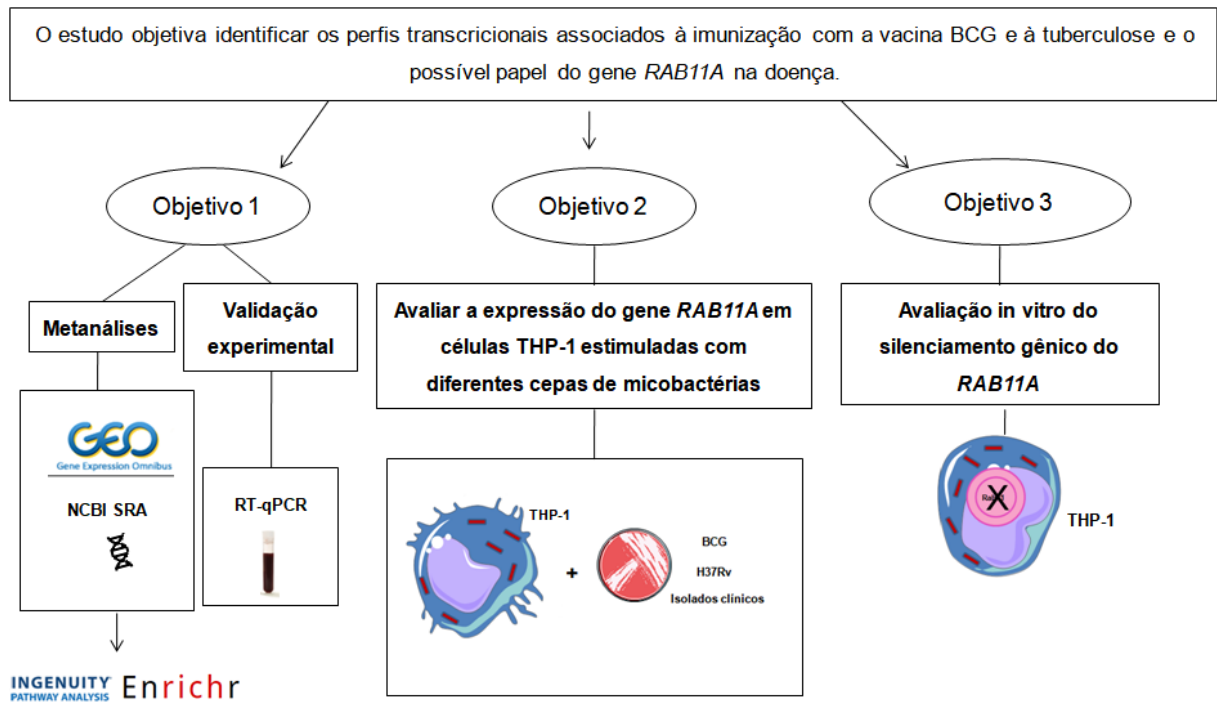 O estudo objetiva identificar os perfis transcricionais associados à imunização com a vacina BCG e à tuberculose e o
possível papel do gene RAB11A na doença.
Objetivo 1
Objetivo 2
Objetivo 3
Metanálises
Validação
experimental
Avaliar a expressão do gene RAB11A em
células THP-1 estimuladas com
diferentes cepas de micobactérias
Avaliação in vitro do
silenciamento gênico do
RAB11A
GEO
Gene Expression Omnibus
NCBI SRA
RT-qPCR
THP-1
+
BCG
H37Rv
Isolados clínicos
X
THP-1
INGENUITY
PATHWAY ANALYSIS
Enrichr